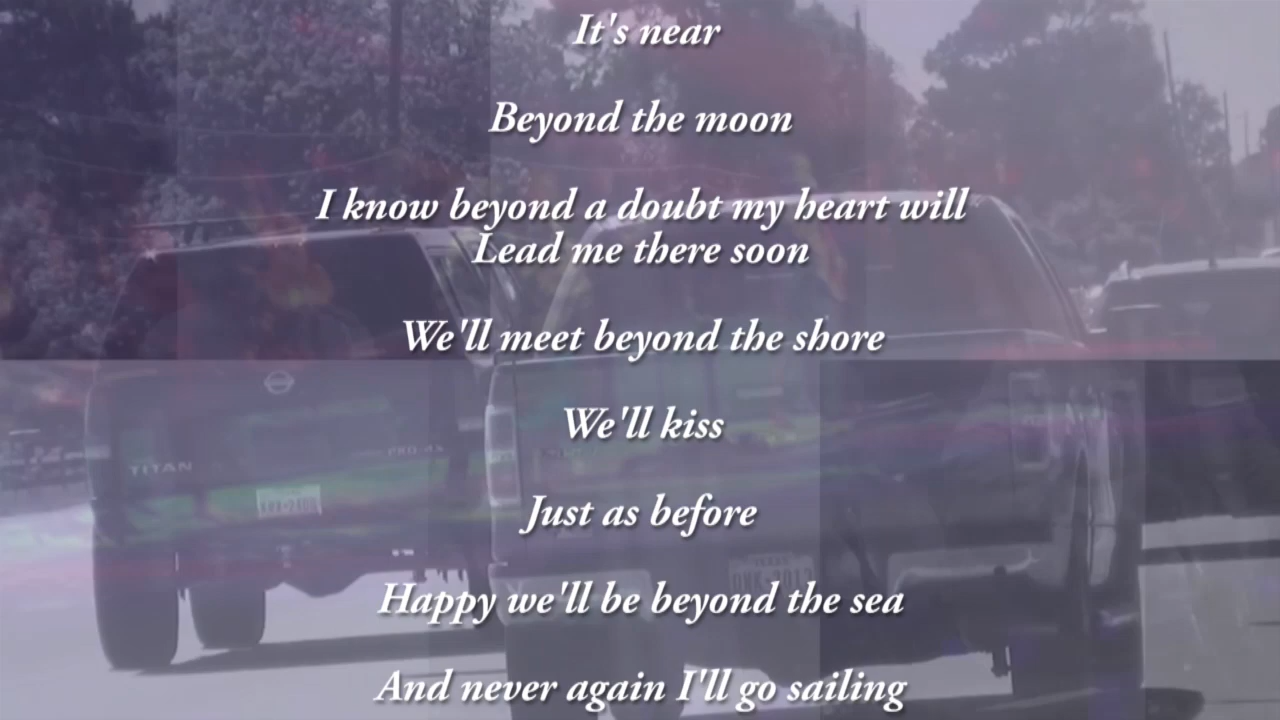 It's near
Beyond the moon
I know beyond a doubt my heart will
Lead me there soon
We'll meet beyond the shore
We'll kiss
Just as before
Happy we'll be beyond the sea
And never again I'll go sailing
TITAN
PRO-4X
TEXAS